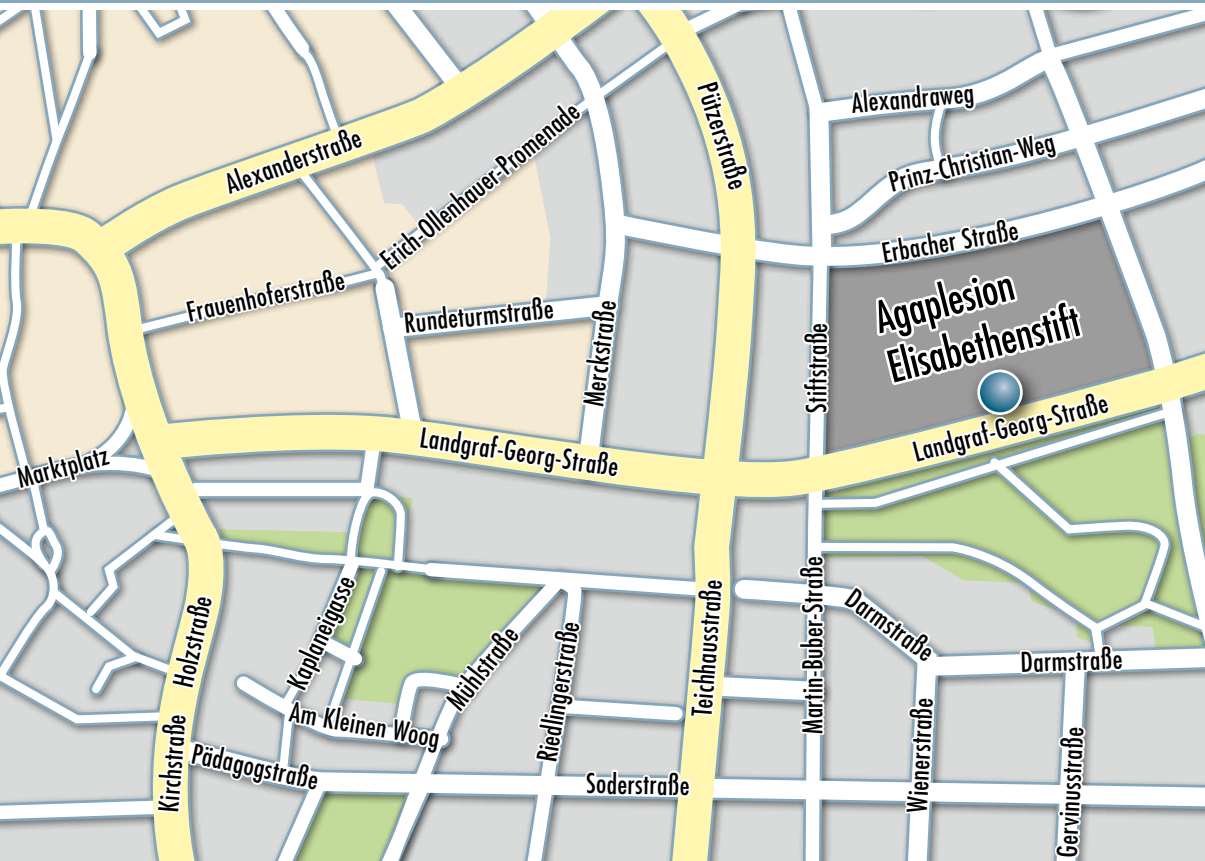 Alexandraweg
Pützerstraße
Alexanderstraße
Erich-Ollenhauer-Promenade
Prinz-Christian-Weg
Erbacher Straße
Frauenhoferstraße
Rundeturmstraße
Merckstraße
Stiftstraße
Agaplesion
Elisabethenstift
Landgraf-Georg-Straße
Landgraf-Georg-Straße
Marktplatz
Holzstraße
Kaplaneigasse
Mühlstraße
Riedlingerstraße
Teichhausstraße
Martin-Buber-Straße
Darmstraße
Darmstraße
Am Kleinen Woog
Kirchstraße
Pädagogstraße
Soderstraße
Wienerstraße
Gervinusstraße